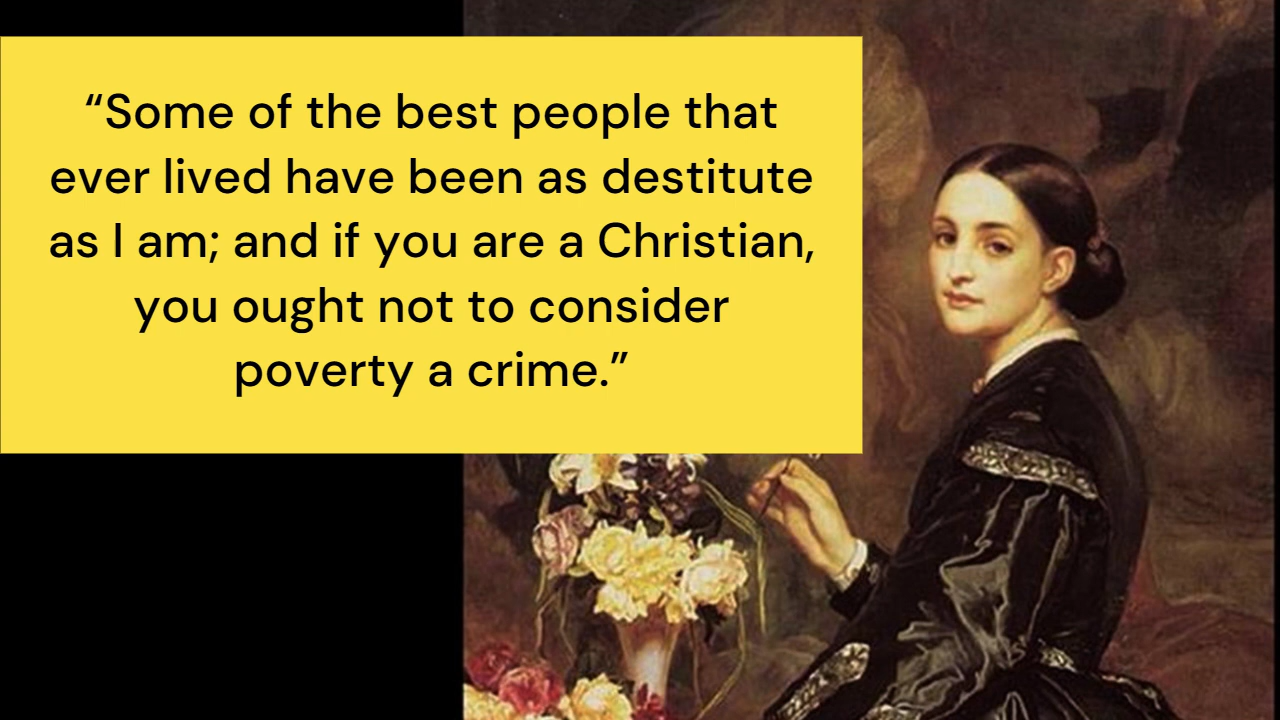 “Some of the best people that
ever lived have been as destitute
as I am; and if you are a Christian,
you ought not to consider
poverty a crime.”